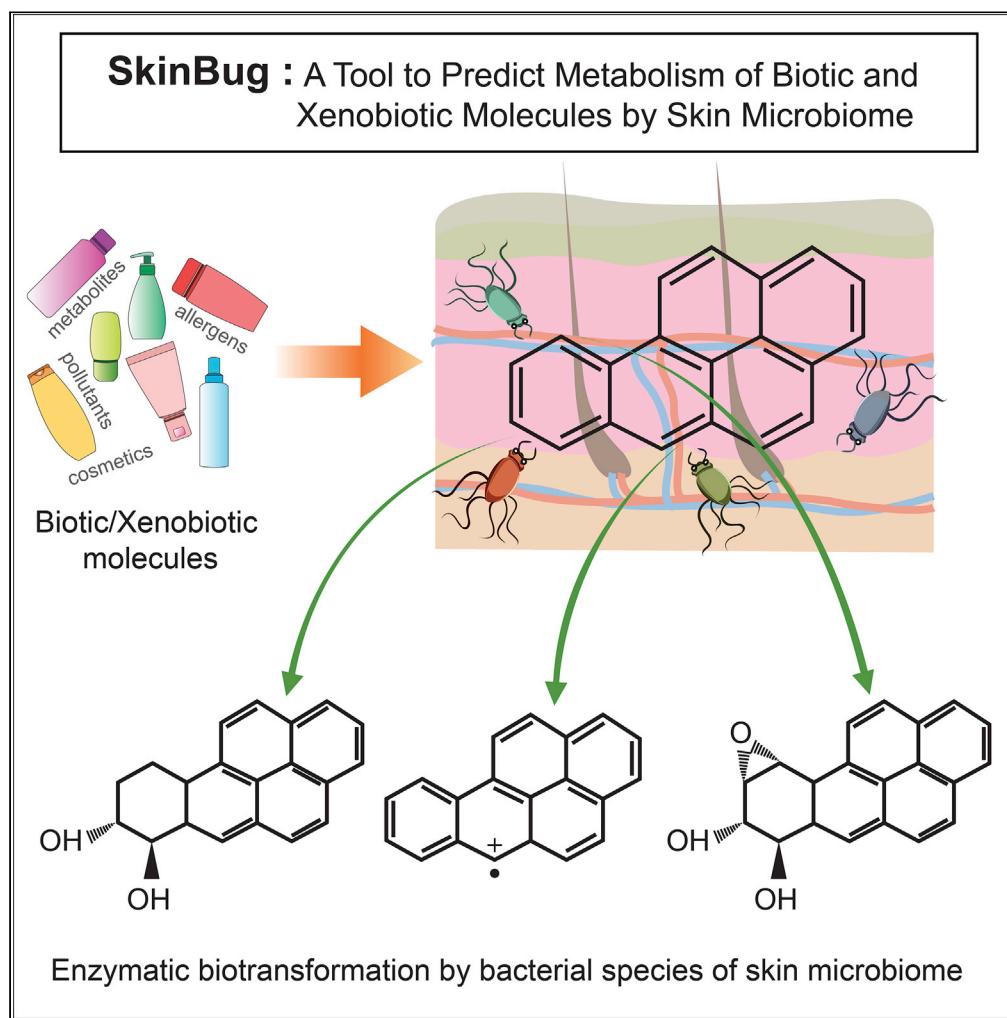 SkinBug : A Tool to Predict Metabolism of Biotic and
Xenobiotic Molecules by Skin Microbiome
metabolites
allergens
pollutants
cosmetics
Biotic/Xenobiotic
molecules
O
OH
OH
+
•
OH
OH
Enzymatic biotransformation by bacterial species of skin microbiome